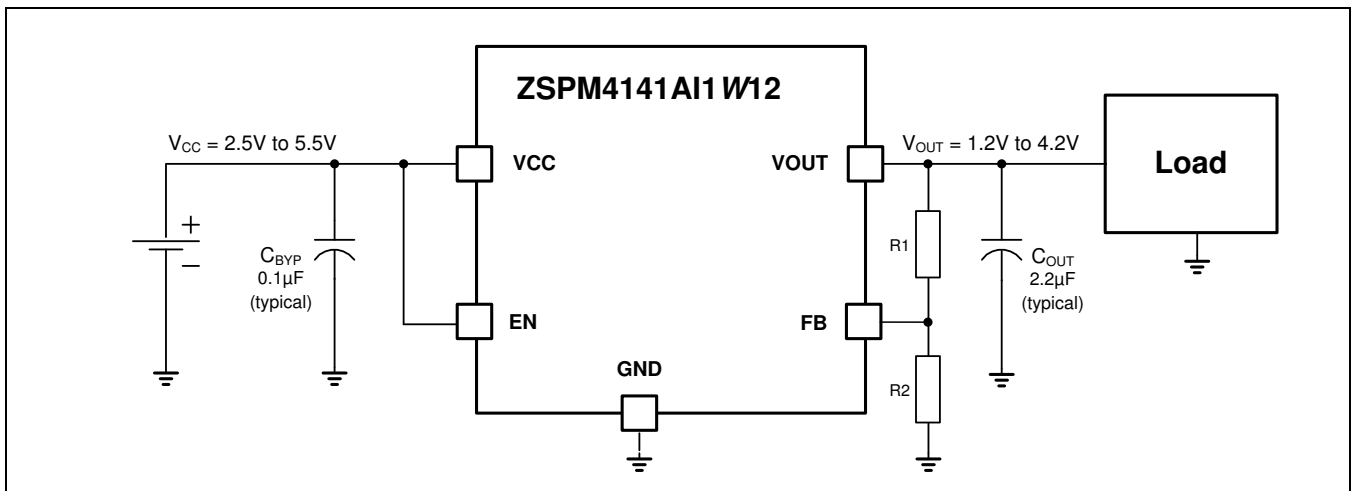 ZSPM4141AI1W12
VCC = 2.5V to 5.5V
VCC
VOUT
VOUT = 1.2V to 4.2V
Load
+
−
CBYP
0.1µF
(typical)
R1
COUT
2.2µF
(typical)
EN
FB
GND
R2